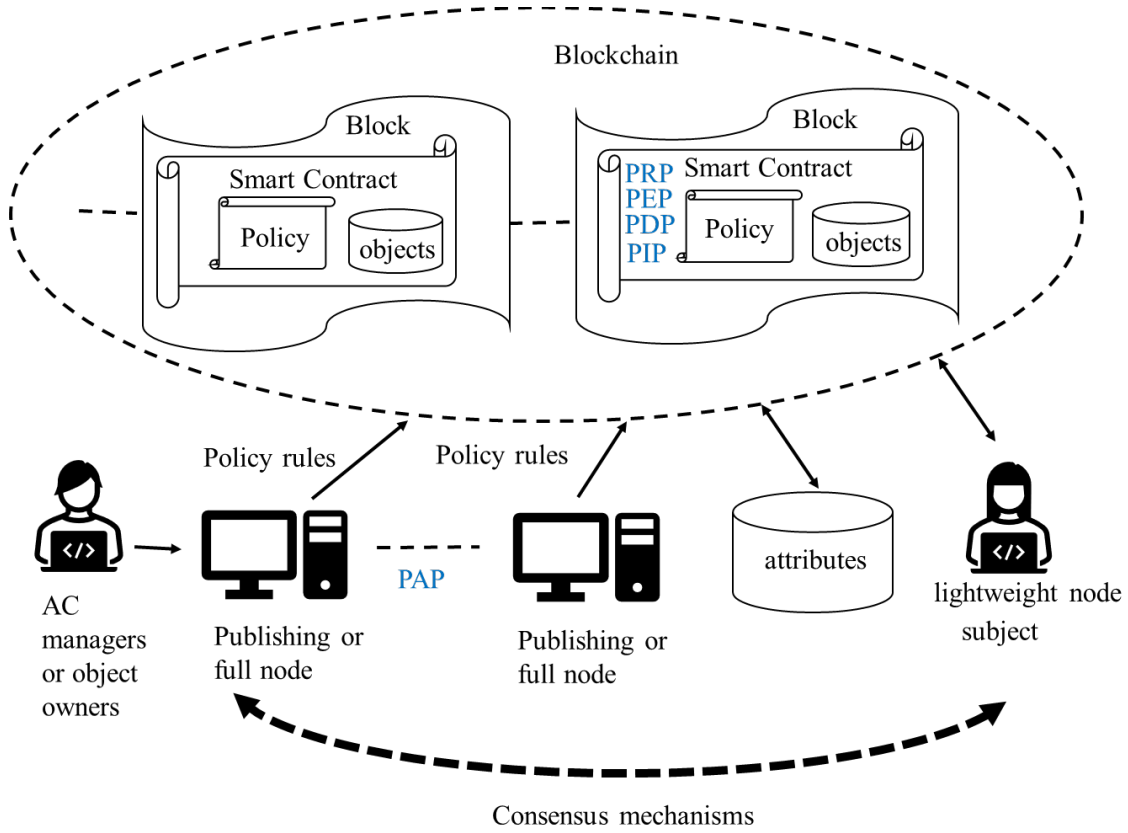 Blockchain
Block
Smart Contract
Policy
objects
Block
PRP
Smart Contract
PEP
PDP
PIP
Policy
objects
Policy rules
Policy rules
</>
AC
managers
or object
owners
Publishing or
full node
PAP
Publishing or
full node
attributes
</>
lightweight node
subject
Consensus mechanisms